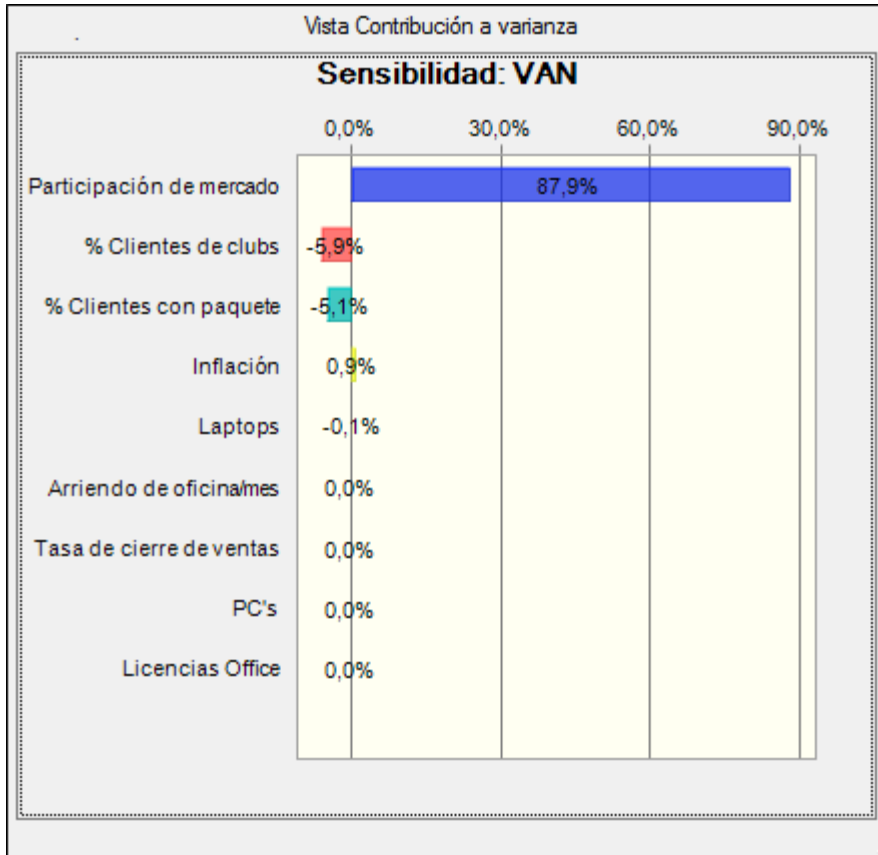 Vista Contribución a varianza
Sensibilidad: VAN
0,0% 30,0% 60,0% 90,0%
Participación de mercado 87,9%
% Clientes de clubs -5,9%
% Clientes con paquete -5,1%
Inflación 0,9%
Laptops -0,1%
Arriendo de oficina/mes 0,0%
Tasa de cierre de ventas 0,0%
PC's 0,0%
Licencias Office 0,0%